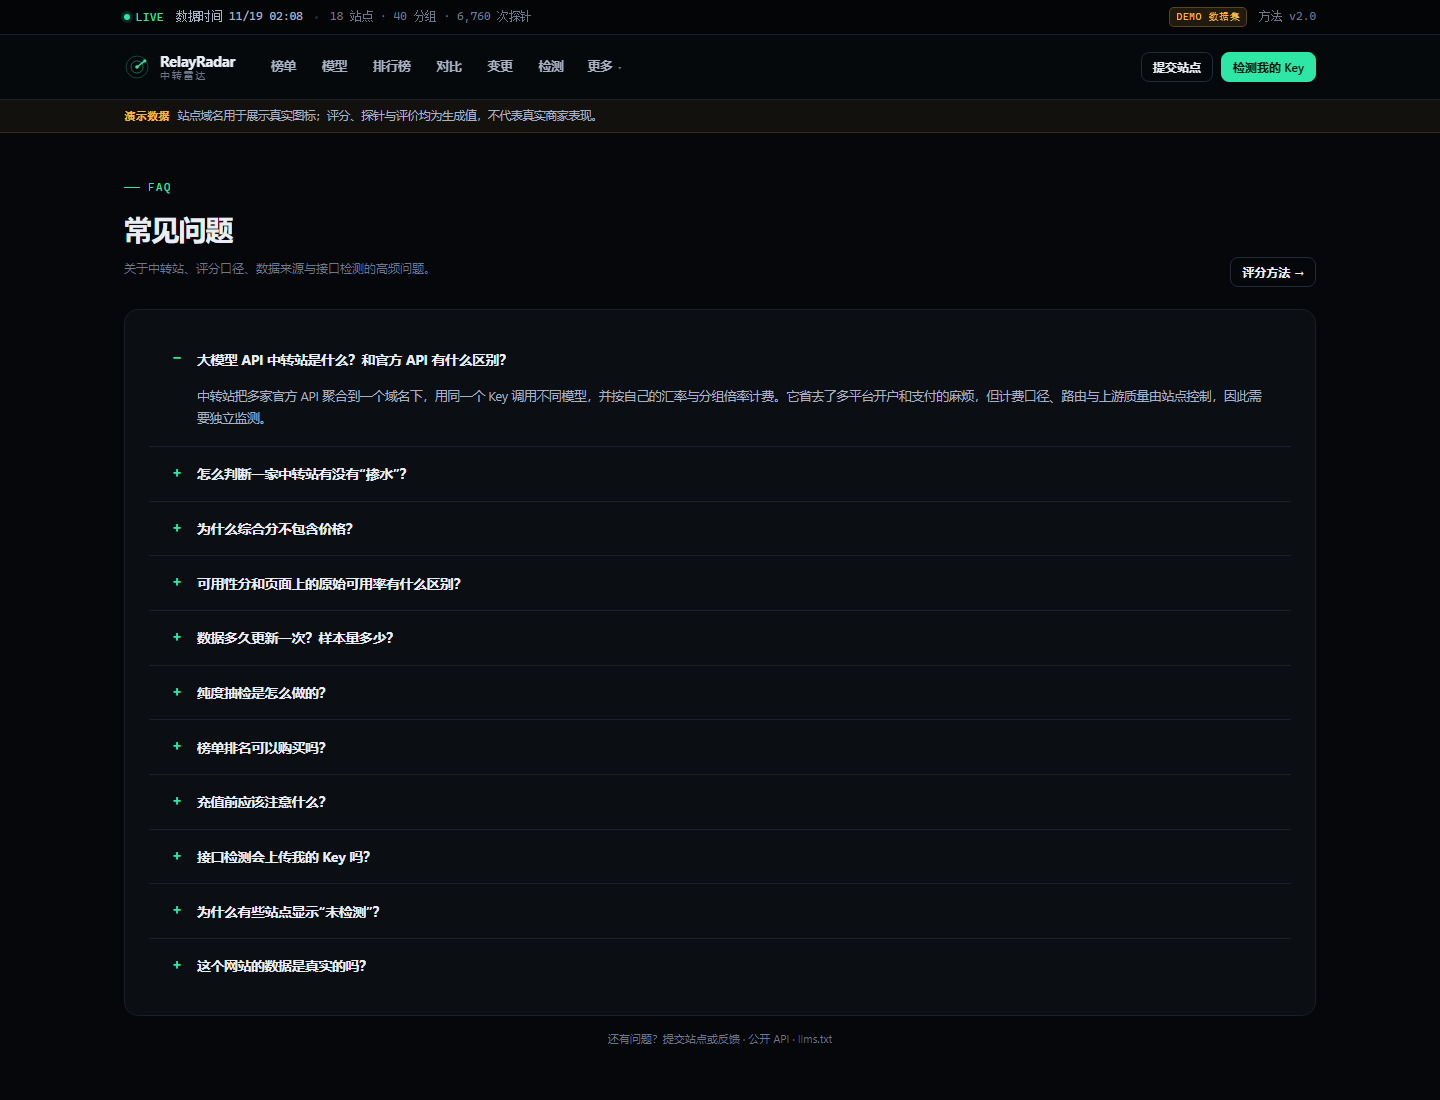 LIVE 数据时间 11/19 02:08 · 18 站点 · 40 分组 · 6,760 次探针
DEMO 数据集 方法 v2.0
RelayRadar
中转雷达
榜单 模型 排行榜 对比 变更 检测 更多
提交站点 检测我的 Key
演示数据 站点域名用于展示真实图标；评分、探针与评价均为生成值，不代表真实商家表现。
— FAQ
常见问题
关于中转站、评分口径、数据来源与接口检测的高频问题。
评分方法 →
− 大模型 API 中转站是什么？和官方 API 有什么区别？
中转站把多家官方 API 聚合到一个域名下，用同一个 Key 调用不同模型，并按自己的汇率与分组倍率计费。它省去了多平台开户和支付的麻烦，但计费口径、路由与上游质量由站点控制，因此需
要独立监测。
+ 怎么判断一家中转站有没有“掺水”？
+ 为什么综合分不包含价格？
+ 可用性分和页面上的原始可用率有什么区别？
+ 数据多久更新一次？样本量多少？
+ 纯度抽检是怎么做的？
+ 榜单排名可以购买吗？
+ 充值前应该注意什么？
+ 接口检测会上传我的 Key 吗？
+ 为什么有些站点显示“未检测”？
+ 这个网站的数据是真实的吗？
还有问题？提交站点或反馈 · 公开 API · llms.txt